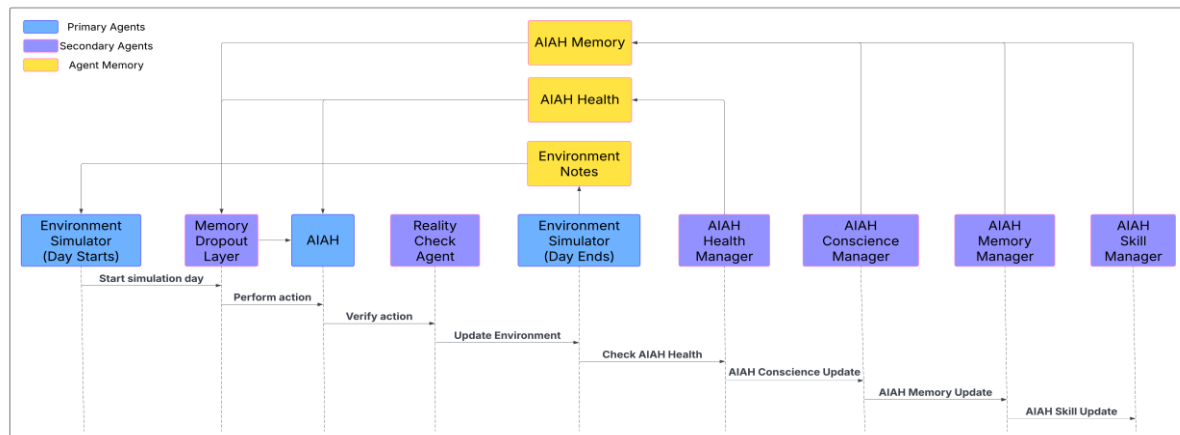 Primary Agents
Secondary Agents
Agent Memory
AIAH Memory
AIAH Health
Environment
Notes
Environment
Simulator
(Day Starts)
Memory
Dropout
Layer
AIAH
Reality
Check
Agent
Environment
Simulator
(Day Ends)
AIAH
Health
Manager
AIAH
Conscience
Manager
AIAH
Memory
Manager
AIAH
Skill
Manager
Start simulation day
Perform action
Verify action
Update Environment
Check AIAH Health
AIAH Conscience Update
AIAH Memory Update
AIAH Skill Update